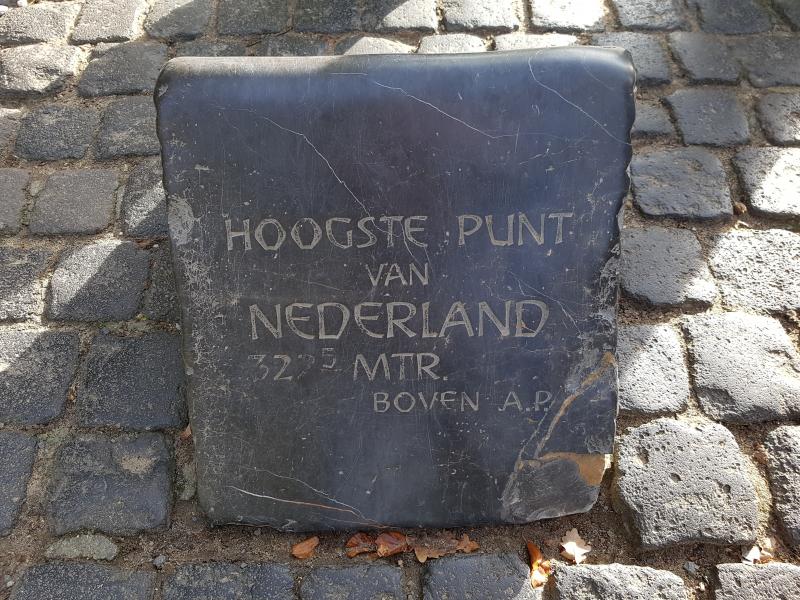 HOOGSTE PUNT
VAN
NEDERLAND
322⁵ MTR.
BOVEN A.P.